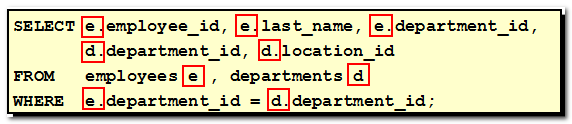 SELECT e.employee_id, e.last_name, e.department_id,
d.department_id, d.location_id
FROM employees e , departments d
WHERE e.department_id = d.department_id;